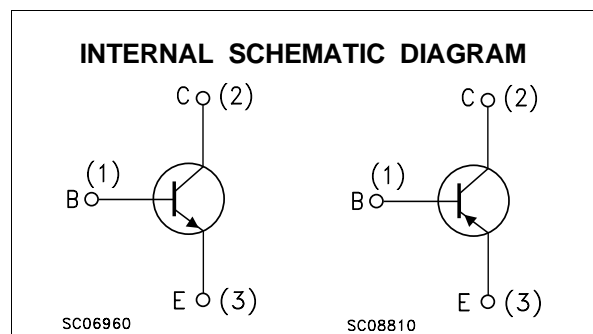 INTERNAL SCHEMATIC DIAGRAM
C (2)
(1)
B
E (3)
SC06960
C (2)
(1)
B
E (3)
SC08810